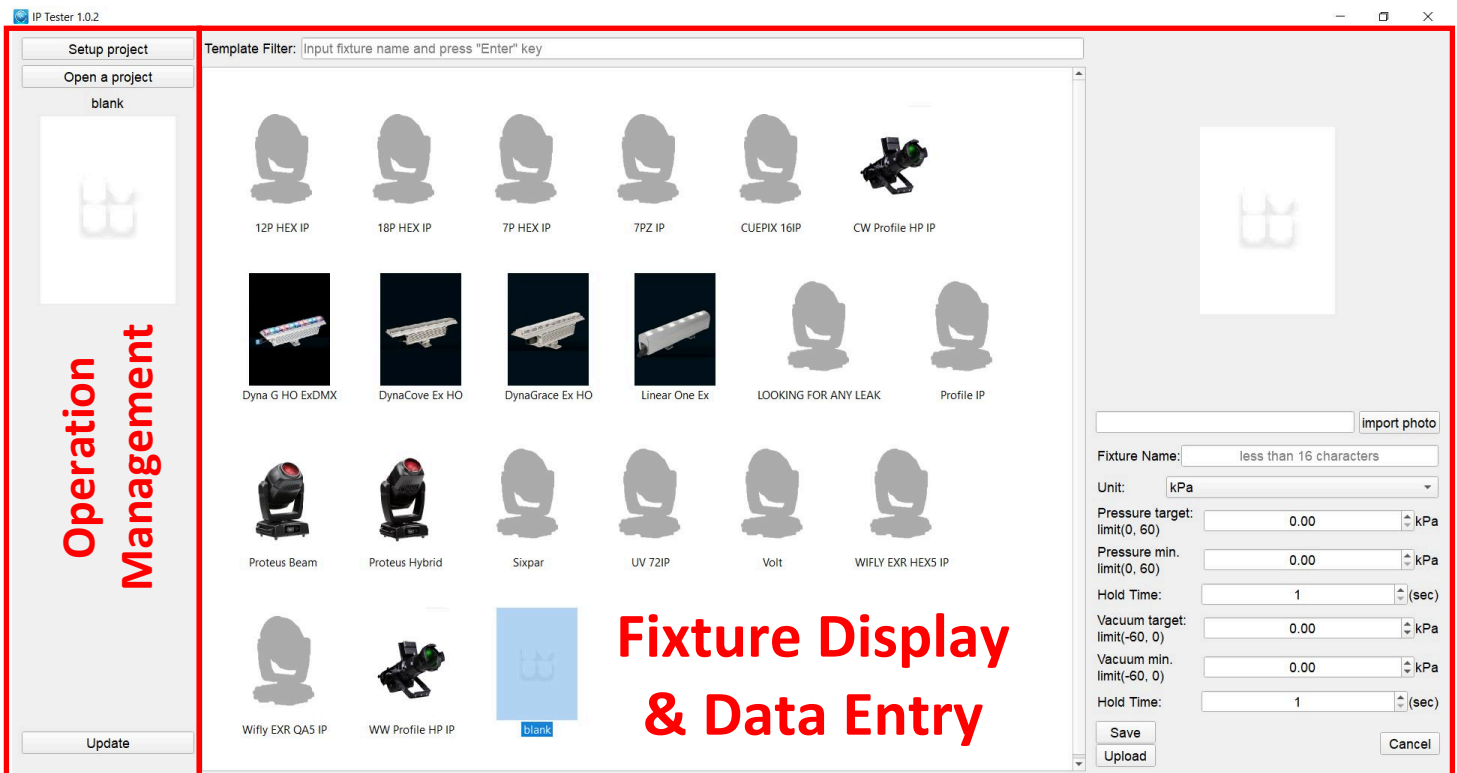 IP Tester 1.0.2
Setup project
Open a project
blank
Operation
Management
Update
Template Filter: Input fixture name and press "Enter" key
12P HEX IP
18P HEX IP
7P HEX IP
7PZ IP
CUEPIX 16IP
CW Profile HP IP
Dyna G HO ExDMX
DynaCove Ex HO
DynaGrace Ex HO
Linear One Ex
LOOKING FOR ANY LEAK
Profile IP
Proteus Beam
Proteus Hybrid
Sixpar
UV 72IP
Volt
WIFLY EXR HEX5 IP
Wifly EXR QA5 IP
WW Profile HP IP
blank
Fixture Display
& Data Entry
import photo
Fixture Name: less than 16 characters
Unit: kPa
Pressure target:
limit(0, 60)
0.00 kPa
Pressure min.
limit(0, 60)
0.00 kPa
Hold Time: 1 (sec)
Vacuum target:
limit(-60, 0)
0.00 kPa
Vacuum min.
limit(-60, 0)
0.00 kPa
Hold Time: 1 (sec)
Save
Upload
Cancel